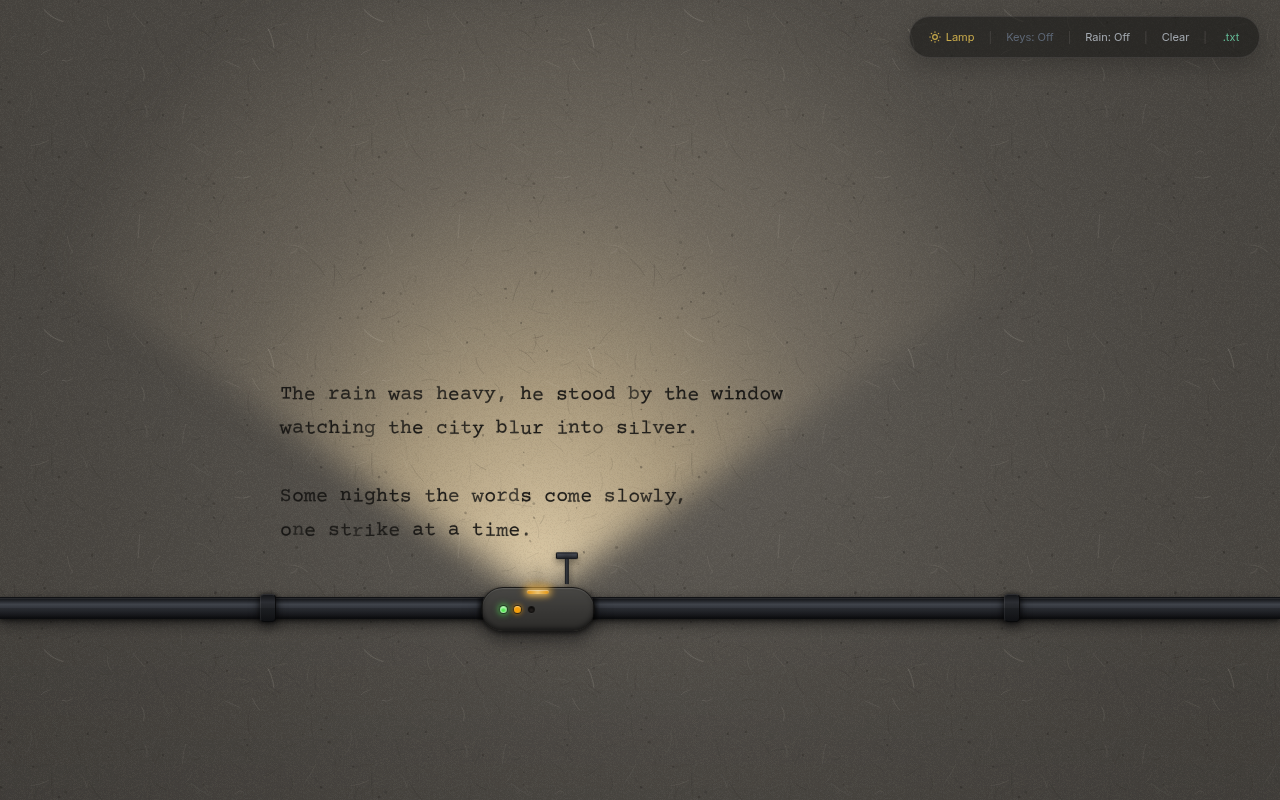 Lamp
Keys: Off
Rain: Off
Clear
.txt
The rain was heavy, he stood by the window
watching the city blur into silver.
Some nights the words come slowly,
one strike at a time.